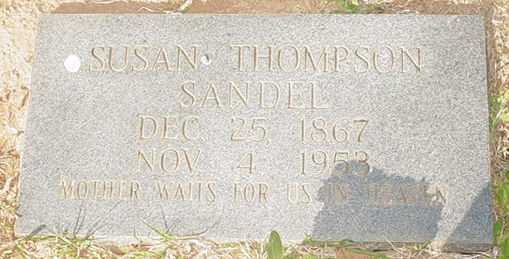 SUSAN THOMPSON
SANDEL
DEC. 25, 1867
NOV. 4, 1953
MOTHER WAITS FOR US IN HEAVEN